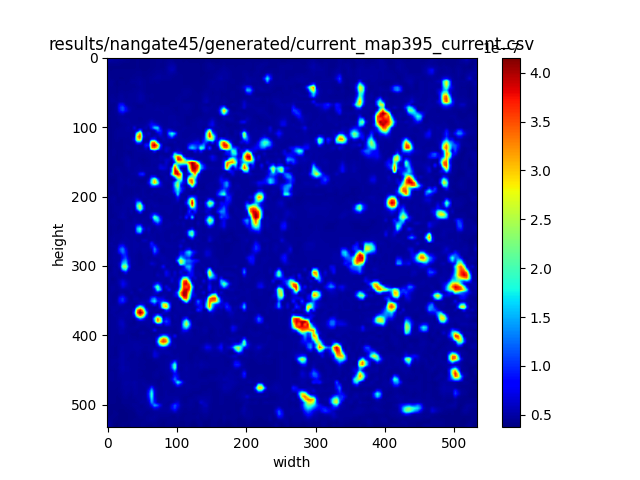 results/nangate45/generated/current_map395_current.csv
1e−7
0
100
200
300
400
500
height
0 100 200 300 400 500
width
4.0
3.5
3.0
2.5
2.0
1.5
1.0
0.5